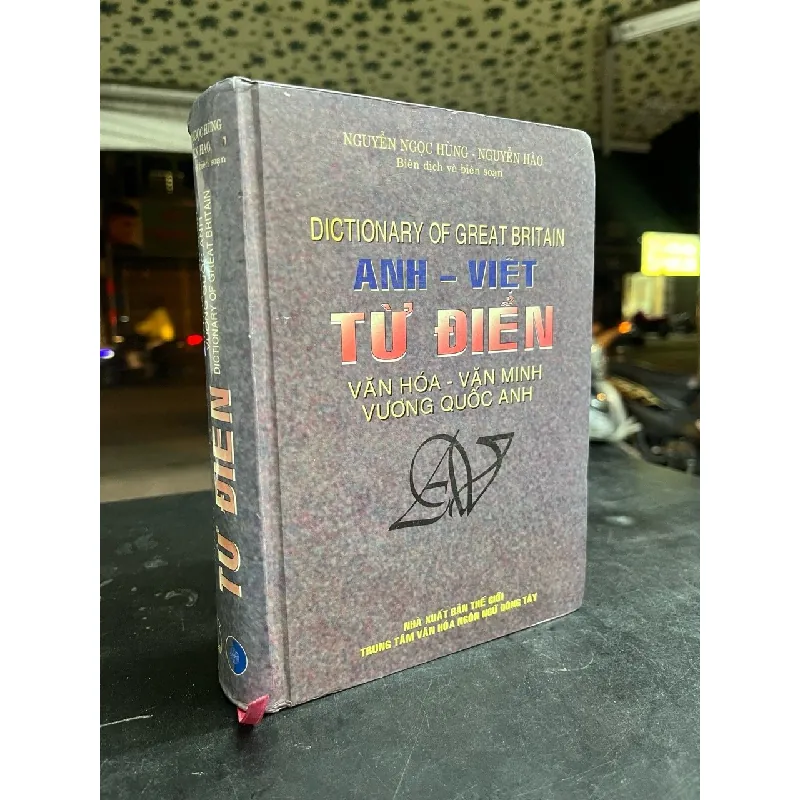 NGUYỄN NGỌC HÙNG - NGUYỄN HÀO
Biên dịch và biên soạn
DICTIONARY OF GREAT BRITAIN
ANH - VIỆT
TỪ ĐIỂN
VĂN HÓA - VĂN MINH
VƯƠNG QUỐC ANH
NHÀ XUẤT BẢN THẾ GIỚI
TRUNG TÂM VĂN HÓA NGÔN NGỮ ĐÔNG TÂY
DICTIONARY OF GREAT BRITAIN
TỪ ĐIỂN